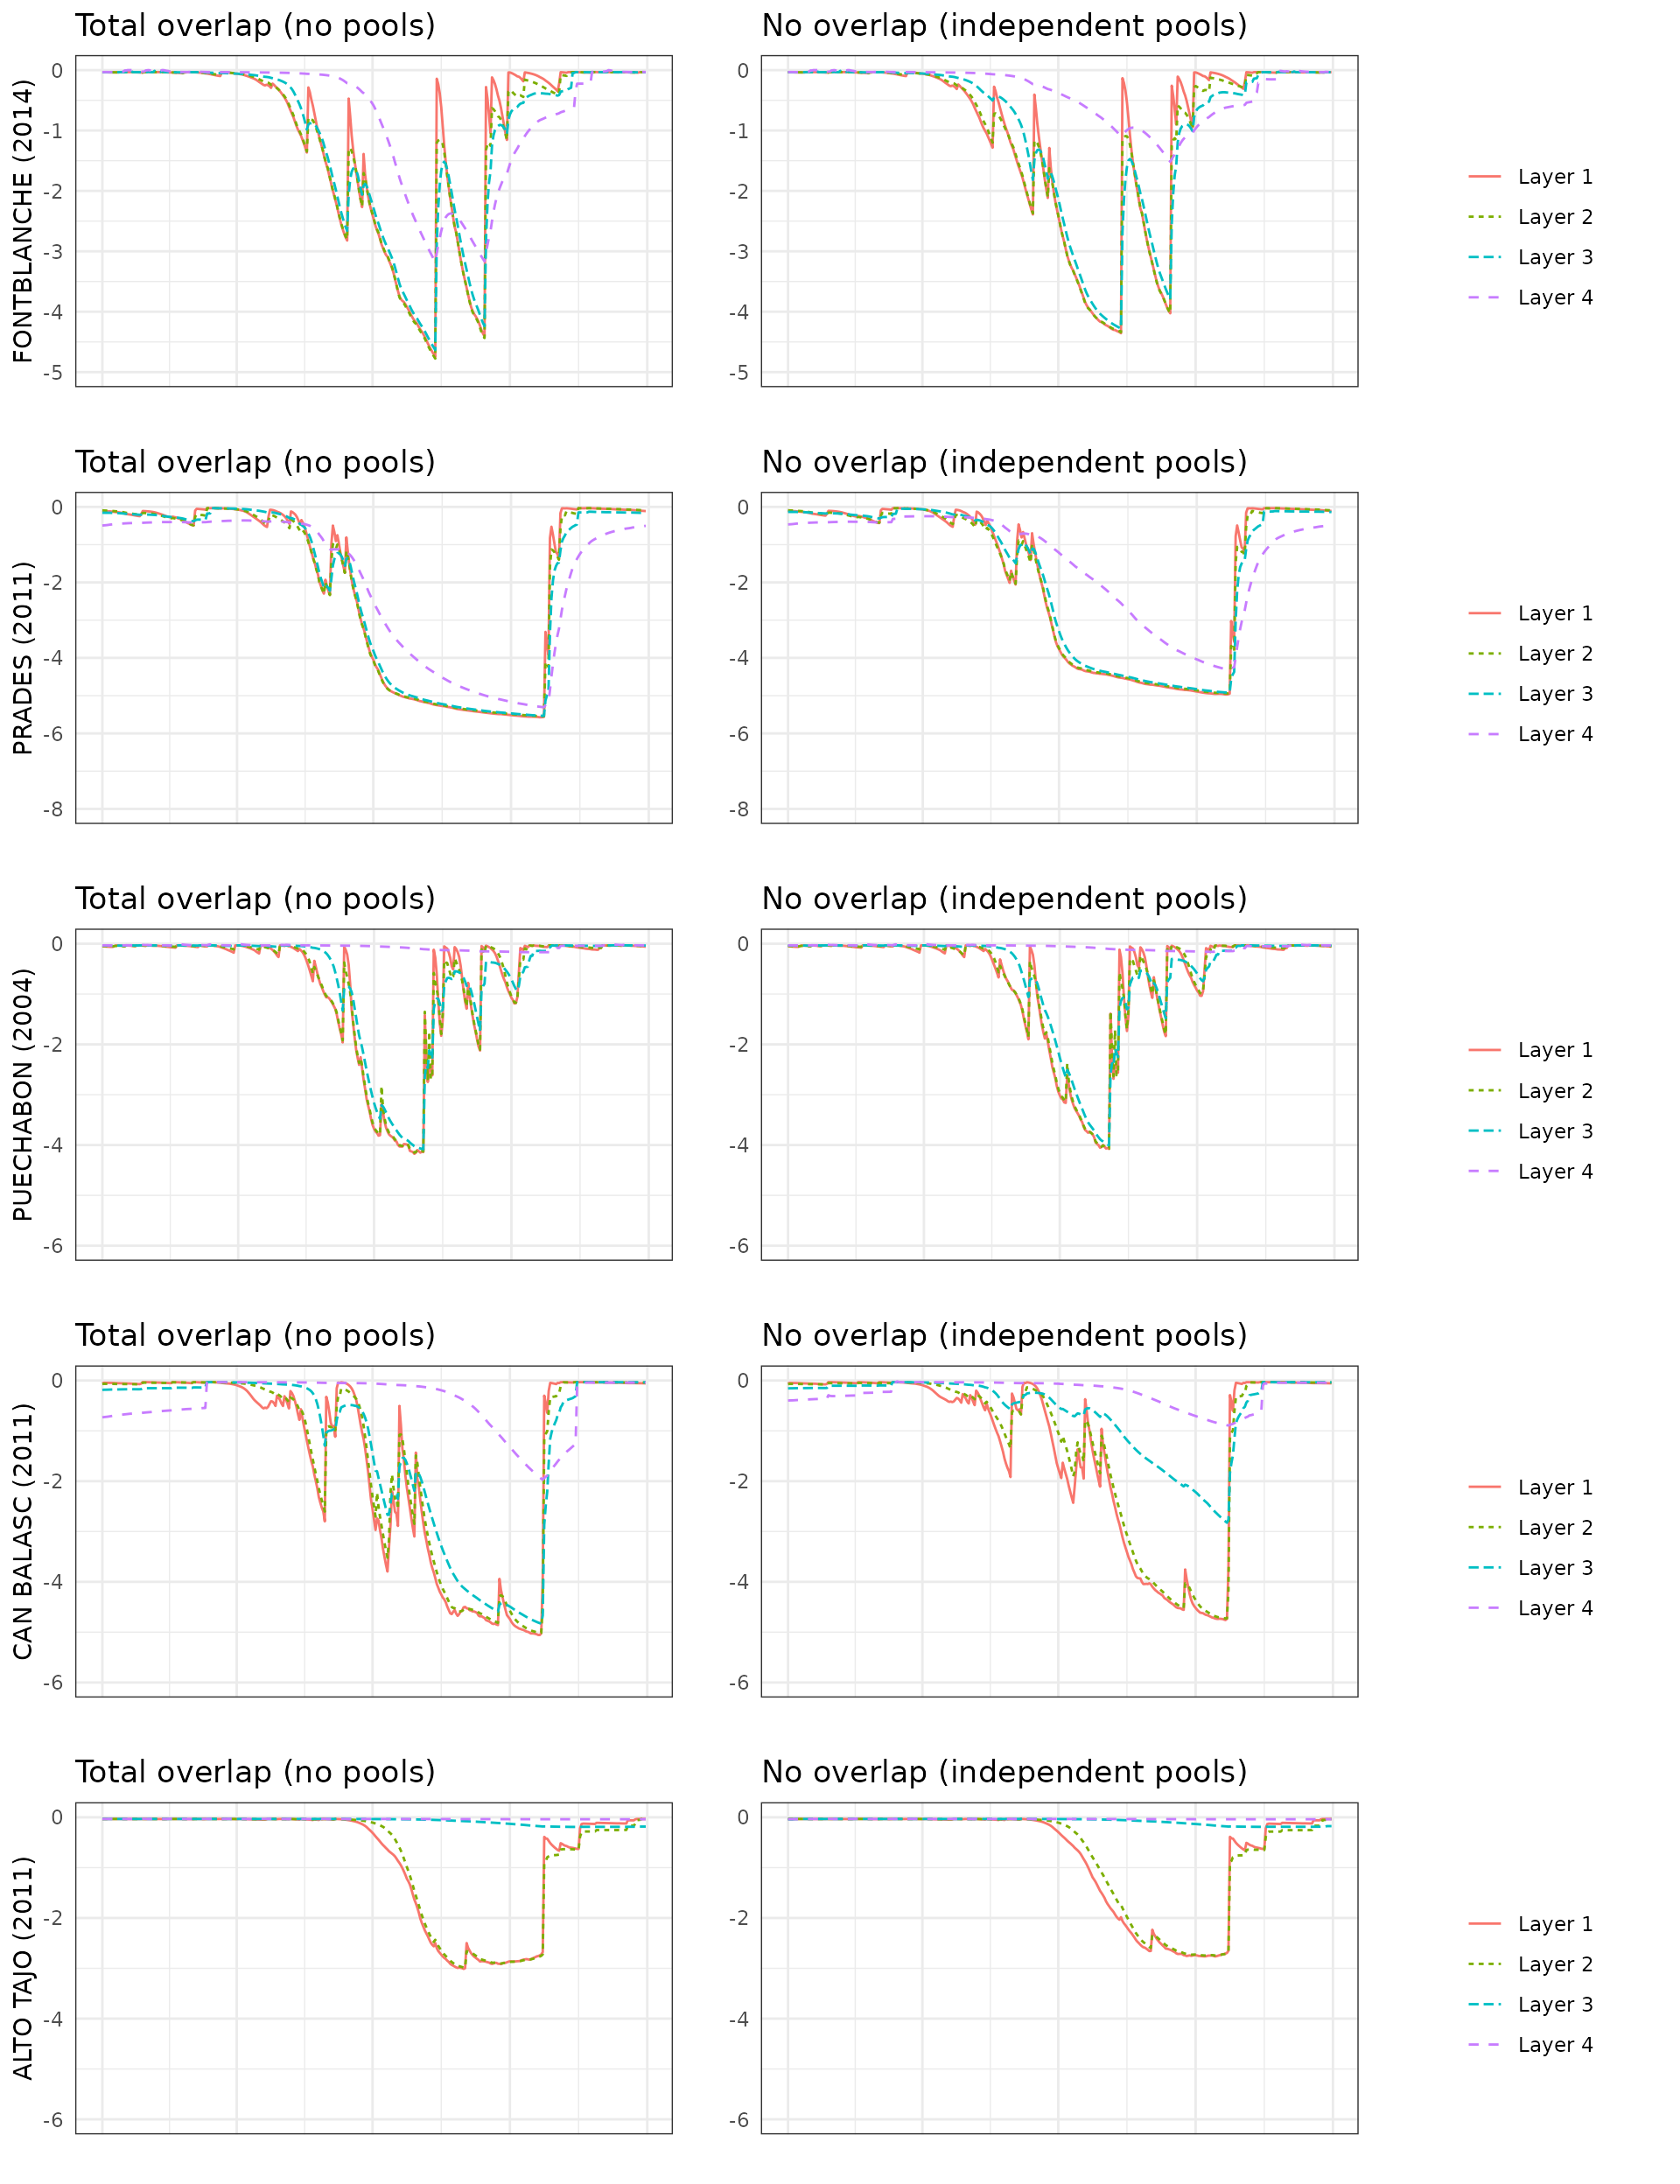 Total overlap (no pools)
No overlap (independent pools)
FONTBLANCHE (2014)
0
-1
-2
-3
-4
-5
0
-1
-2
-3
-4
-5
Layer 1
Layer 2
Layer 3
Layer 4
Total overlap (no pools)
No overlap (independent pools)
PRADES (2011)
0
-2
-4
-6
-8
0
-2
-4
-6
-8
Layer 1
Layer 2
Layer 3
Layer 4
Total overlap (no pools)
No overlap (independent pools)
PUECHABON (2004)
0
-2
-4
-6
0
-2
-4
-6
Layer 1
Layer 2
Layer 3
Layer 4
Total overlap (no pools)
No overlap (independent pools)
CAN BALASC (2011)
0
-2
-4
-6
0
-2
-4
-6
Layer 1
Layer 2
Layer 3
Layer 4
Total overlap (no pools)
No overlap (independent pools)
ALTO TAJO (2011)
0
-2
-4
-6
0
-2
-4
-6
Layer 1
Layer 2
Layer 3
Layer 4